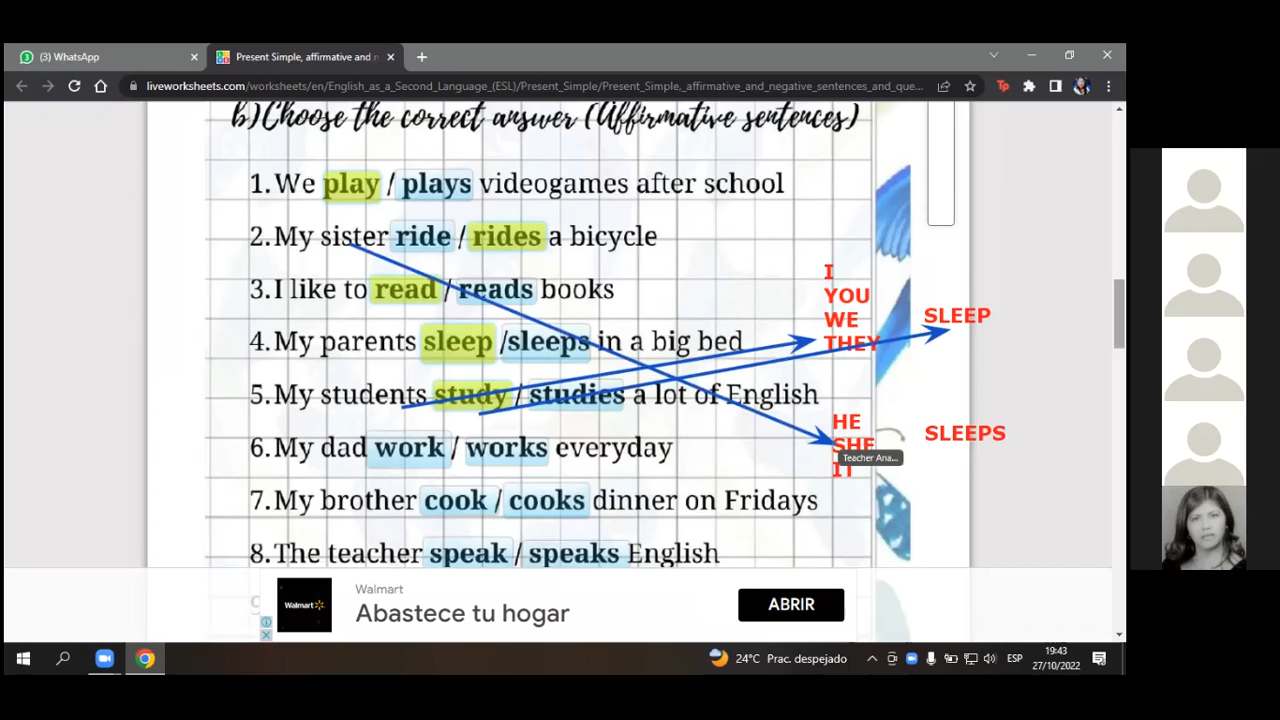 (3) WhatsApp
Present Simple, affirmative and n
liveworksheets.com/worksheets/en/English_as_a_Second_Language_(ESL)/Present_Simple/Present_Simple,_affirmative_and_negative_sentences_and_que...
b)Choose the correct answer (Affirmative sentences)
1.We play / plays videogames after school
2.My sister ride / rides a bicycle
3.I like to read / reads books
4.My parents sleep /sleeps in a big bed
5.My students study / studies a lot of English
6.My dad work / works everyday
7.My brother cook / cooks dinner on Fridays
8.The teacher speak / speaks English
I
YOU
WE
THEY
SLEEP
HE
SHE
IT
SLEEPS
Teacher Ana...
Walmart
Walmart
Abastece tu hogar
ABRIR
24°C Prac. despejado
ESP
19:43
27/10/2022